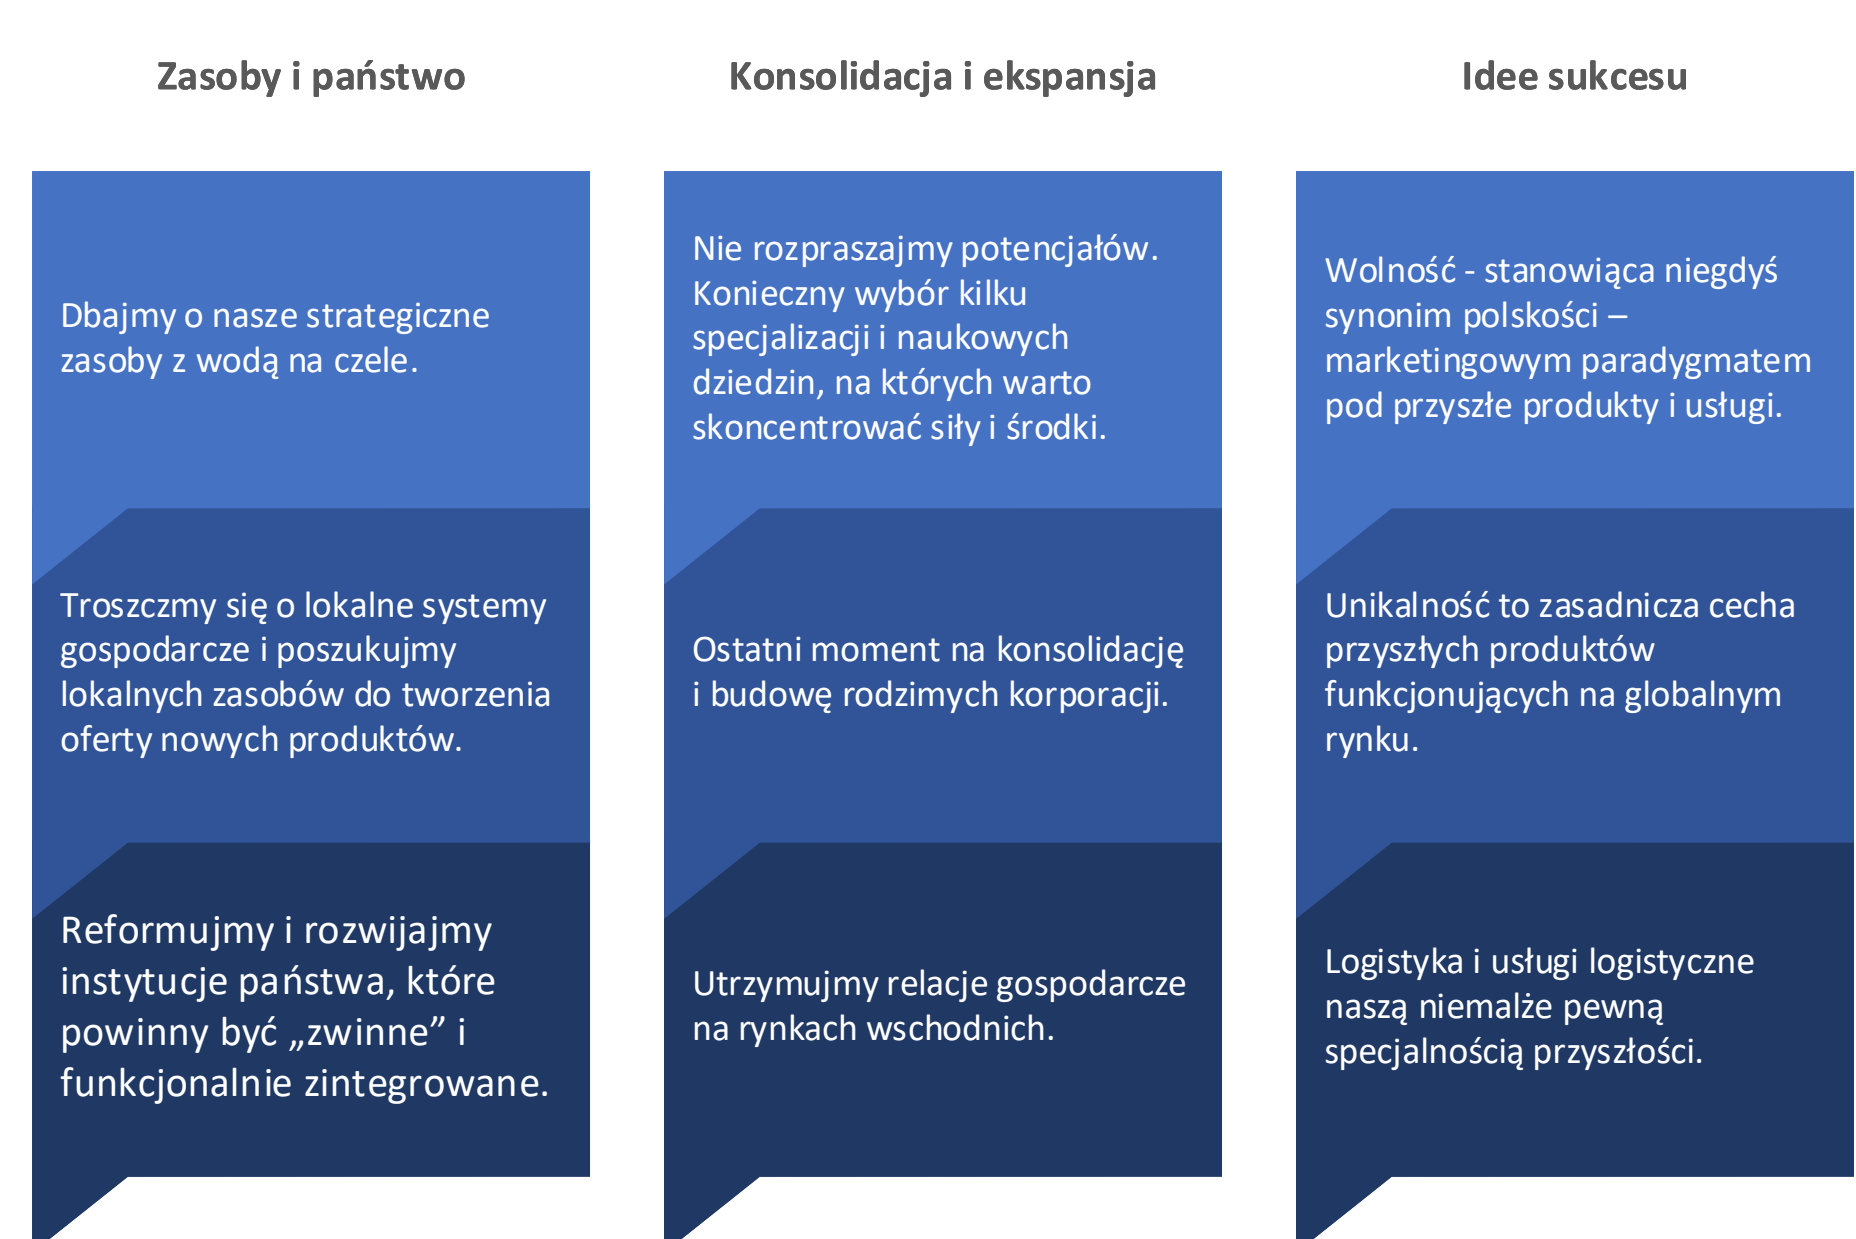 Zasoby i państwo
Dbajmy o nasze strategiczne
zasoby z wodą na czele.
Troszczmy się o lokalne systemy
gospodarcze i poszukujmy
lokalnych zasobów do tworzenia
oferty nowych produktów.
Reformujmy i rozwijajmy
instytucje państwa, które
powinny być „zwinne” i
funkcjonalnie zintegrowane.
Konsolidacja i ekspansja
Nie rozpraszajmy potencjałów.
Konieczny wybór kilku
specjalizacji i naukowych
dziedzin, na których warto
skoncentrować siły i środki.
Ostatni moment na konsolidację
i budowę rodzimych korporacji.
Utrzymujmy relacje gospodarcze
na rynkach wschodnich.
Idee sukcesu
Wolność - stanowiąca niegdyś
synonim polskości –
marketingowym paradygmatem
pod przyszłe produkty i usługi.
Unikalność to zasadnicza cecha
przyszłych produktów
funkcjonujących na globalnym
rynku.
Logistyka i usługi logistyczne
naszą niemalże pewną
specjalnością przyszłości.